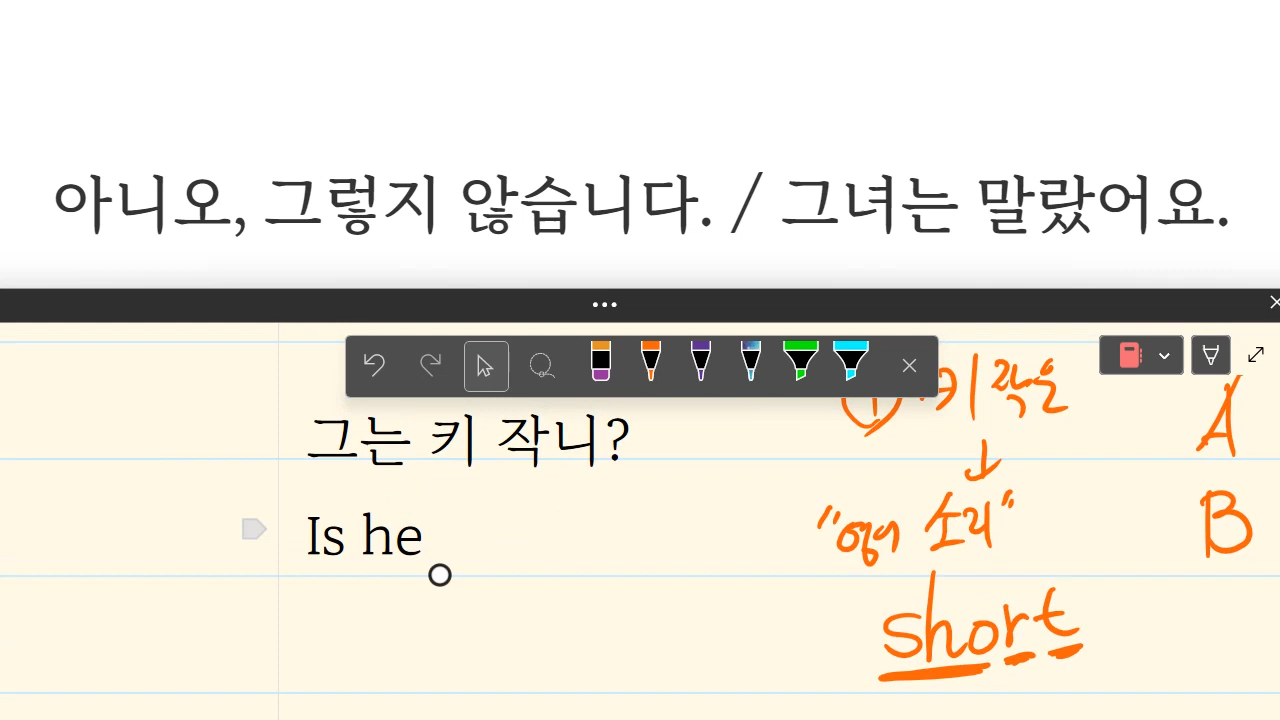 아니오, 그렇지 않습니다. / 그녀는 말랐어요.
그는 키 작니?
Is he
① 키 작은
↓
"영어 소리"
short
A
B